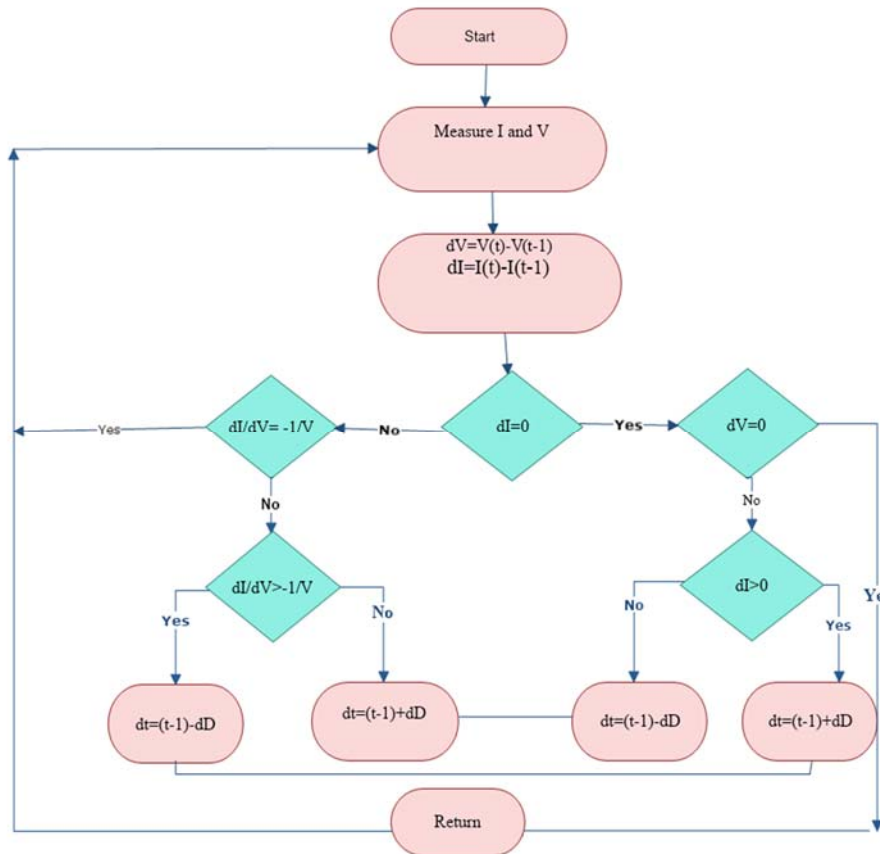 Start
Measure I and V
dV=V(t)-V(t-1)
dI=I(t)-I(t-1)
Yes
dI/dV= -1/V
No
dI=0
Yes
dV=0
No
No
dI/dV>-1/V
dI>0
Yes
No
No
Yes
Ye
dt=(t-1)-dD
dt=(t-1)+dD
dt=(t-1)-dD
dt=(t-1)+dD
Return